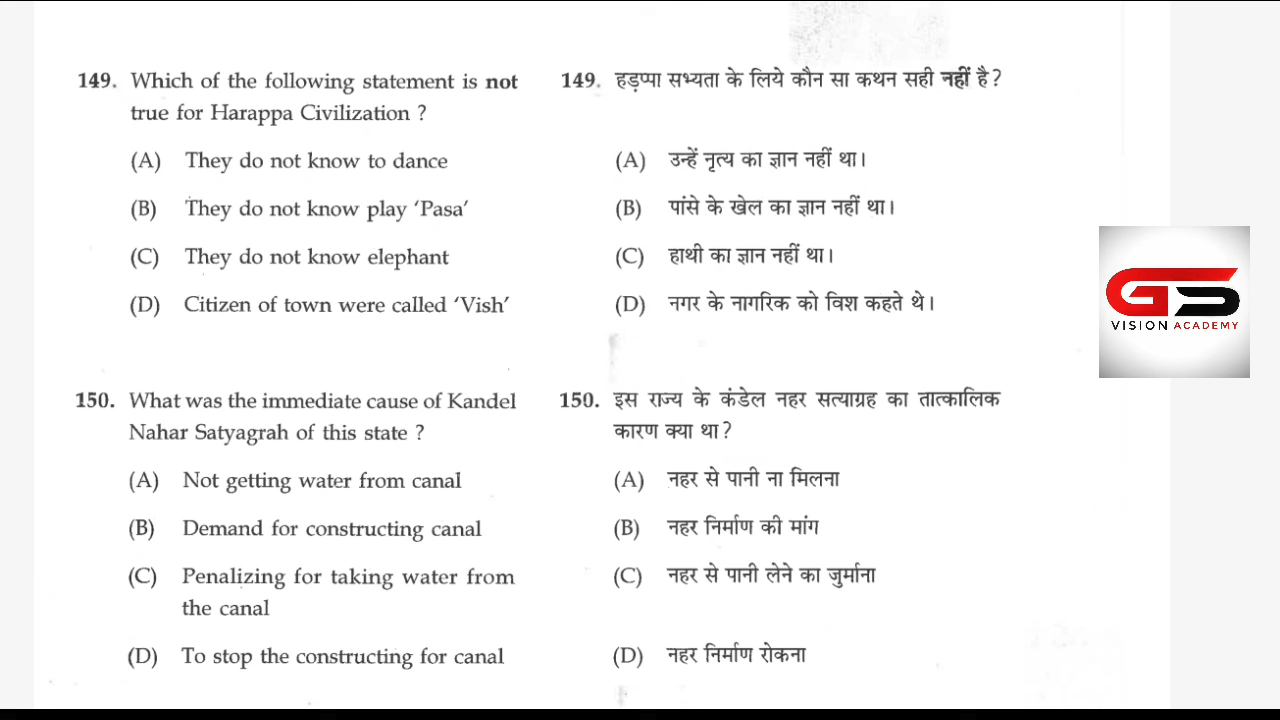 149. Which of the following statement is not
true for Harappa Civilization ?
(A) They do not know to dance
(B) They do not know play ‘Pasa’
(C) They do not know elephant
(D) Citizen of town were called ‘Vish’
150. What was the immediate cause of Kandel
Nahar Satyagrah of this state ?
(A) Not getting water from canal
(B) Demand for constructing canal
(C) Penalizing for taking water from
the canal
(D) To stop the constructing for canal
149. हड़प्पा सभ्यता के लिये कौन सा कथन सही नहीं है ?
(A) उन्हें नृत्य का ज्ञान नहीं था।
(B) पांसे के खेल का ज्ञान नहीं था।
(C) हाथी का ज्ञान नहीं था।
(D) नगर के नागरिक को विश कहते थे।
150. इस राज्य के कंडेल नहर सत्याग्रह का तात्कालिक
कारण क्या था ?
(A) नहर से पानी ना मिलना
(B) नहर निर्माण की मांग
(C) नहर से पानी लेने का जुर्माना
(D) नहर निर्माण रोकना
GS
VISION ACADEMY